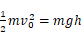 ½mv₀² = mgh